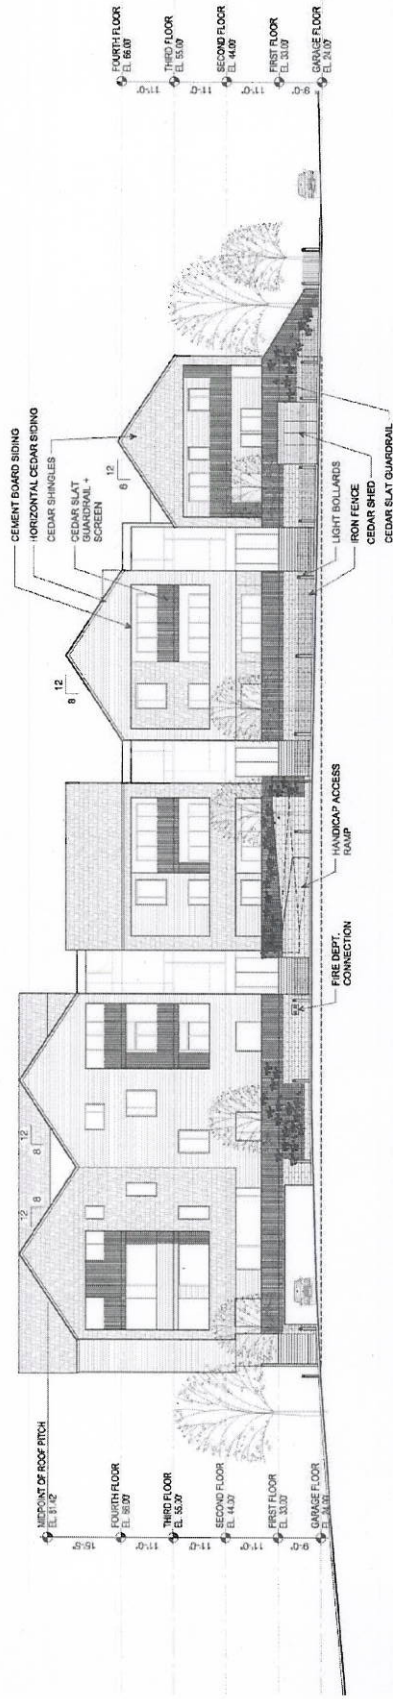 MIDPOINT OF ROOF PITCH
EL. 81.42'
15'-5"
FOURTH FLOOR
EL. 66.00'
11'-0"
THIRD FLOOR
EL. 55.00'
11'-0"
SECOND FLOOR
EL. 44.00'
11'-0"
FIRST FLOOR
EL. 33.00'
9'-0"
GARAGE FLOOR
EL. 24.00'
12
8
12
8
12
8
12
6
CEMENT BOARD SIDING
HORIZONTAL CEDAR SIDING
CEDAR SHINGLES
CEDAR SLAT
GUARDRAIL +
SCREEN
FIRE DEPT.
CONNECTION
HANDICAP ACCESS
RAMP
LIGHT BOLLARDS
IRON FENCE
CEDAR SHED
CEDAR SLAT GUARDRAIL
FOURTH FLOOR
EL. 66.00'
11'-0"
THIRD FLOOR
EL. 55.00'
11'-0"
SECOND FLOOR
EL. 44.00'
11'-0"
FIRST FLOOR
EL. 33.00'
9'-0"
GARAGE FLOOR
EL. 24.00'